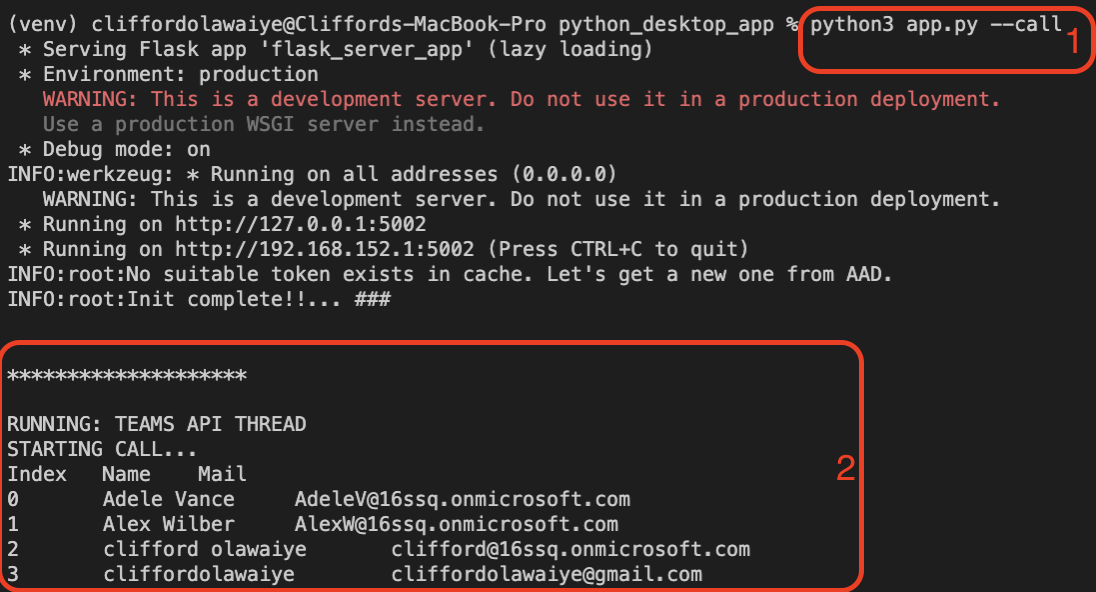 (venv) cliffordolawaiye@Cliffords-MacBook-Pro python_desktop_app % python3 app.py --call 1
 * Serving Flask app 'flask_server_app' (lazy loading)
 * Environment: production
   WARNING: This is a development server. Do not use it in a production deployment.
   Use a production WSGI server instead.
 * Debug mode: on
INFO:werkzeug: * Running on all addresses (0.0.0.0)
   WARNING: This is a development server. Do not use it in a production deployment.
 * Running on http://127.0.0.1:5002
 * Running on http://192.168.152.1:5002 (Press CTRL+C to quit)
INFO:root:No suitable token exists in cache. Let's get a new one from AAD.
INFO:root:Init complete!!... ###
********************
RUNNING: TEAMS API THREAD
STARTING CALL...
Index   Name    Mail 2
0       Adele Vance     AdeleV@16ssq.onmicrosoft.com
1       Alex Wilber     AlexW@16ssq.onmicrosoft.com
2       clifford olawaiye       clifford@16ssq.onmicrosoft.com
3       cliffordolawaiye        cliffordolawaiye@gmail.com